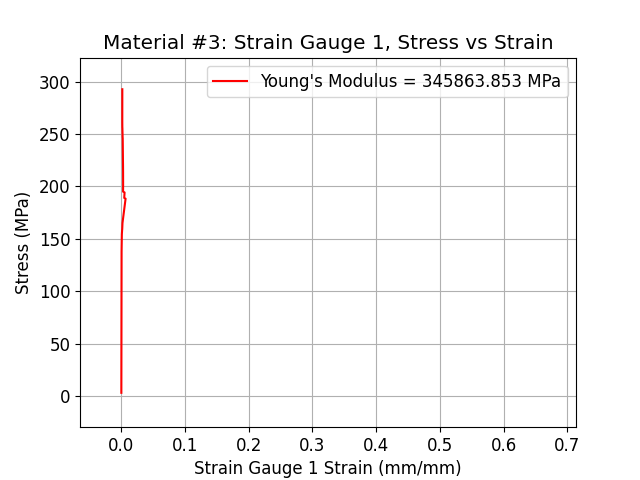 Material #3: Strain Gauge 1, Stress vs Strain
Young's Modulus = 345863.853 MPa
300
250
200
150
100
50
0
Stress (MPa)
0.0 0.1 0.2 0.3 0.4 0.5 0.6 0.7
Strain Gauge 1 Strain (mm/mm)